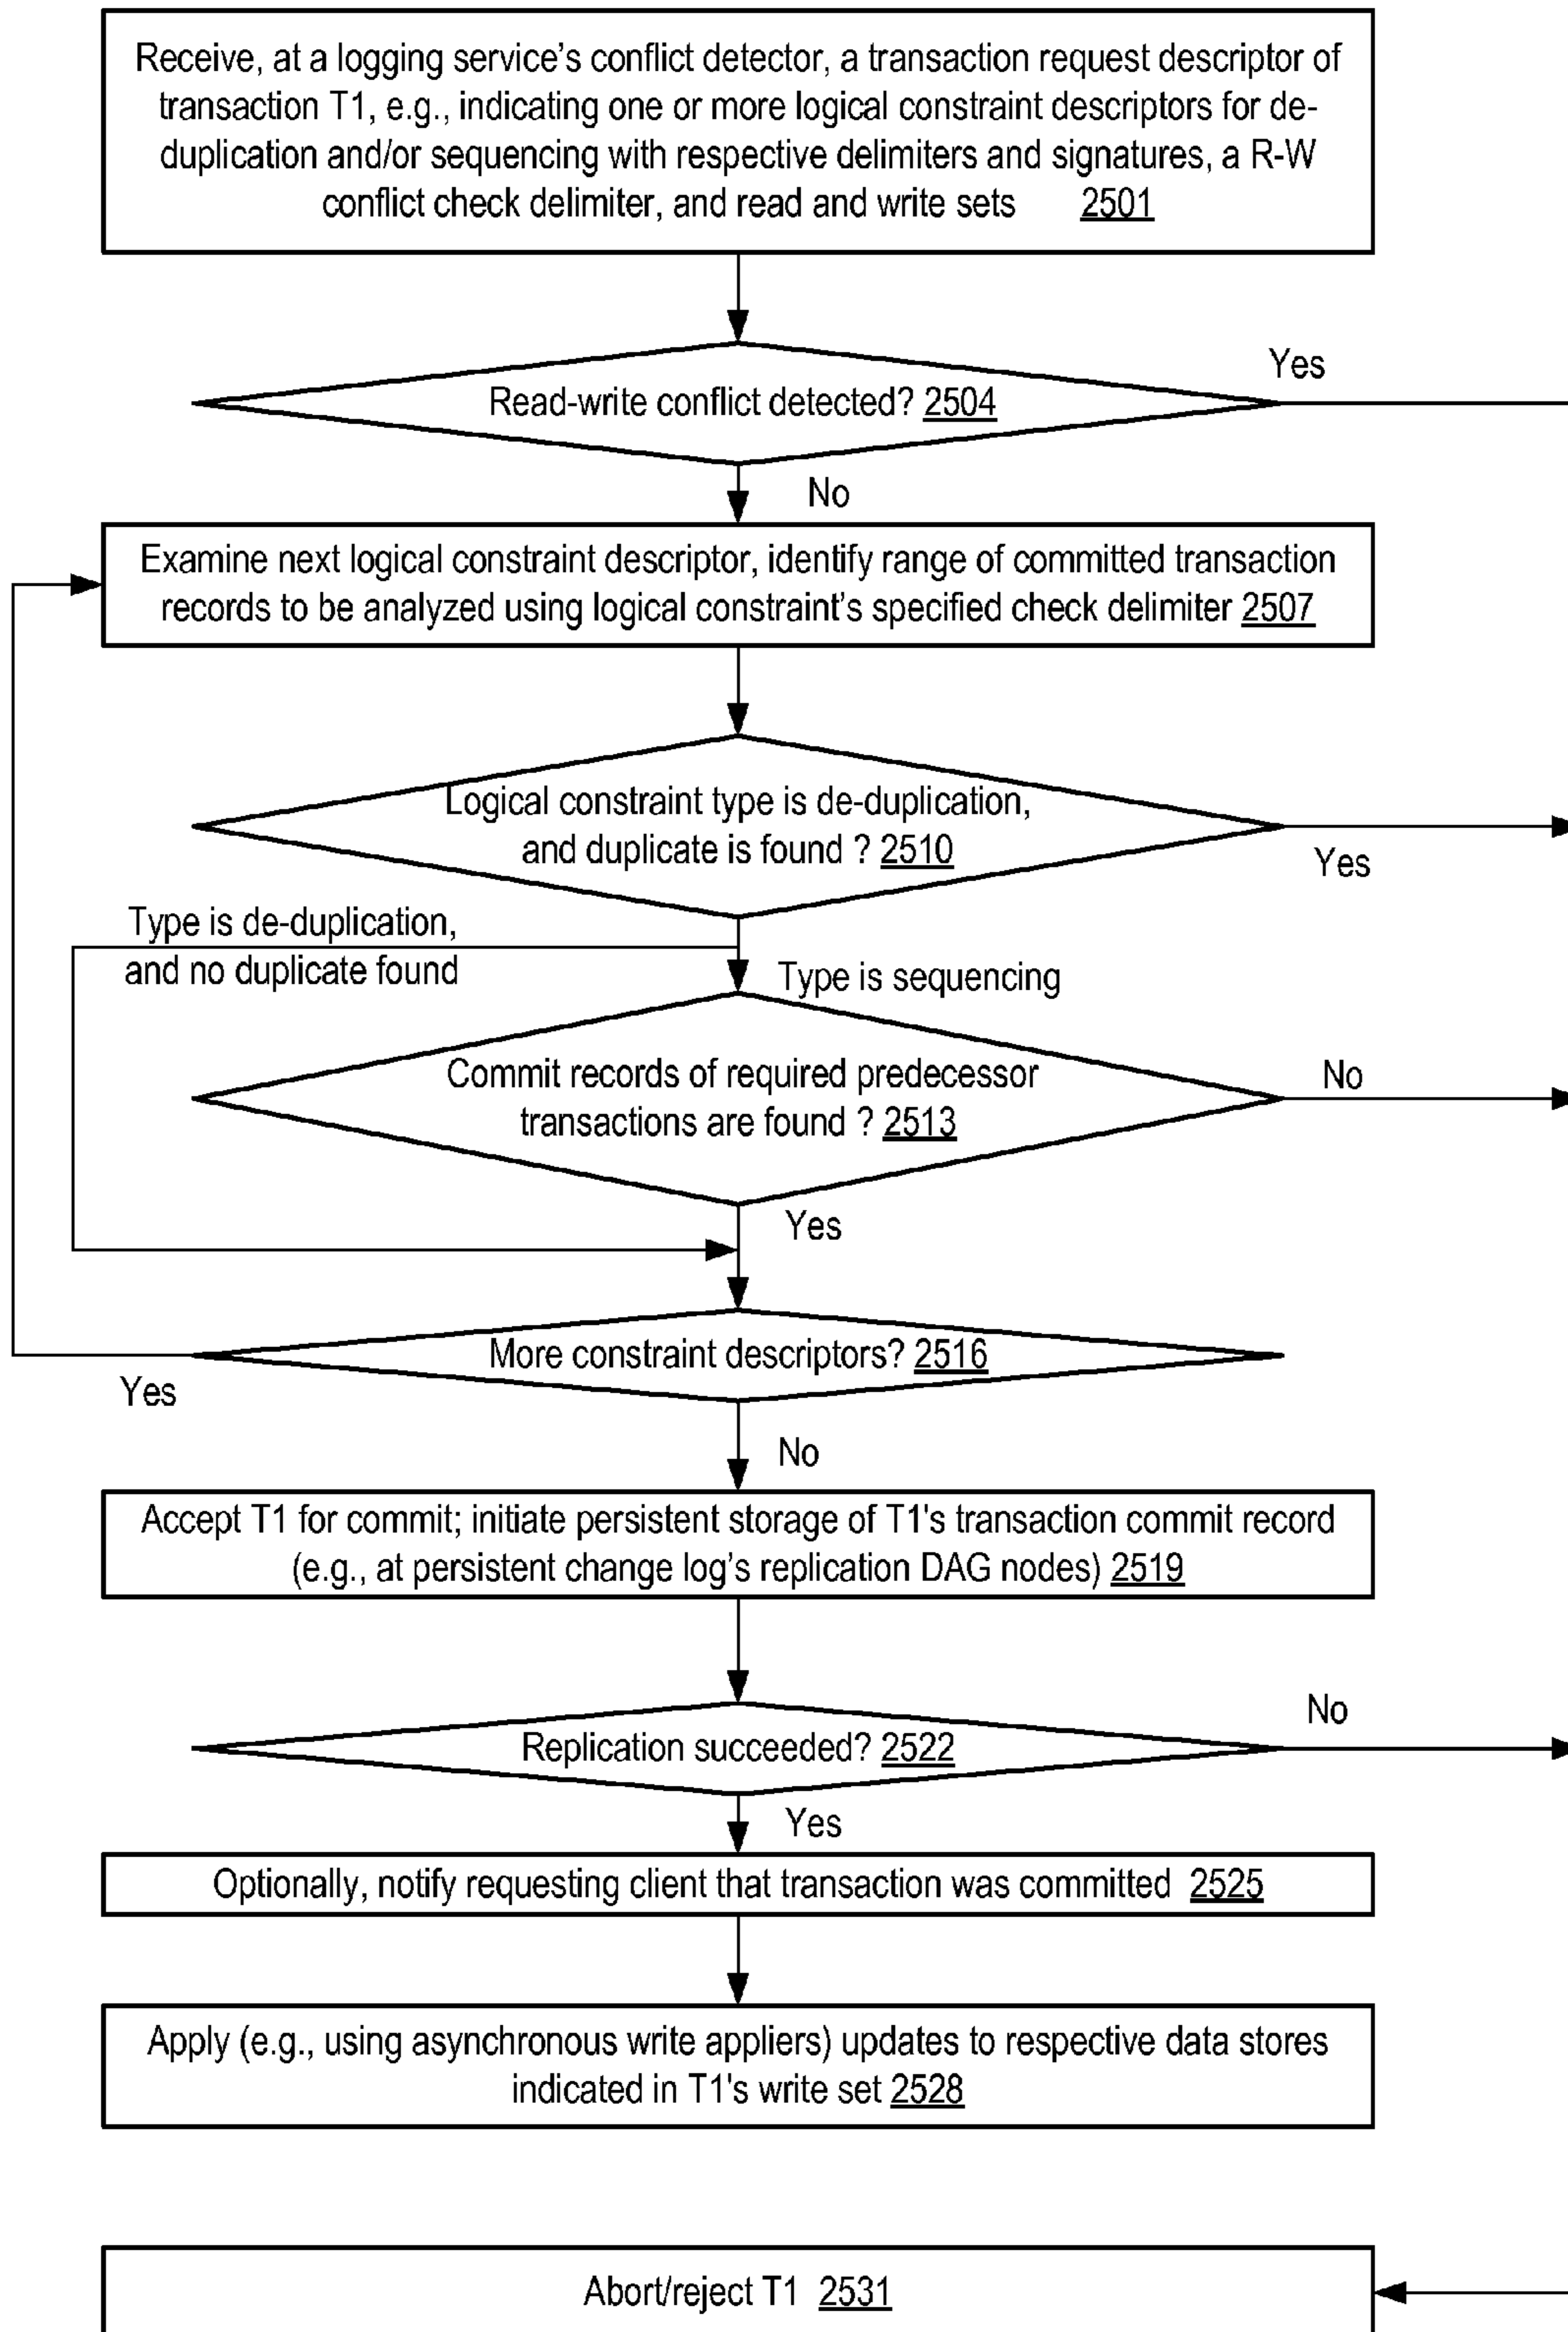 Receive, at a logging service’s conflict detector, a transaction request descriptor of
transaction T1, e.g., indicating one or more logical constraint descriptors for de-
duplication and/or sequencing with respective delimiters and signatures, a R-W
conflict check delimiter, and read and write sets 2501
Yes
Read-write conflict detected? 2504
No
Examine next logical constraint descriptor, identify range of committed transaction
records to be analyzed using logical constraint’s specified check delimiter 2507
Logical constraint type is de-duplication,
and duplicate is found ? 2510
Yes
Type is de-duplication,
and no duplicate found
Type is sequencing
Commit records of required predecessor
transactions are found ? 2513
No
Yes
More constraint descriptors? 2516
Yes
No
Accept T1 for commit; initiate persistent storage of T1's transaction commit record
(e.g., at persistent change log’s replication DAG nodes) 2519
No
Replication succeeded? 2522
Yes
Optionally, notify requesting client that transaction was committed 2525
Apply (e.g., using asynchronous write appliers) updates to respective data stores
indicated in T1's write set 2528
Abort/reject T1 2531